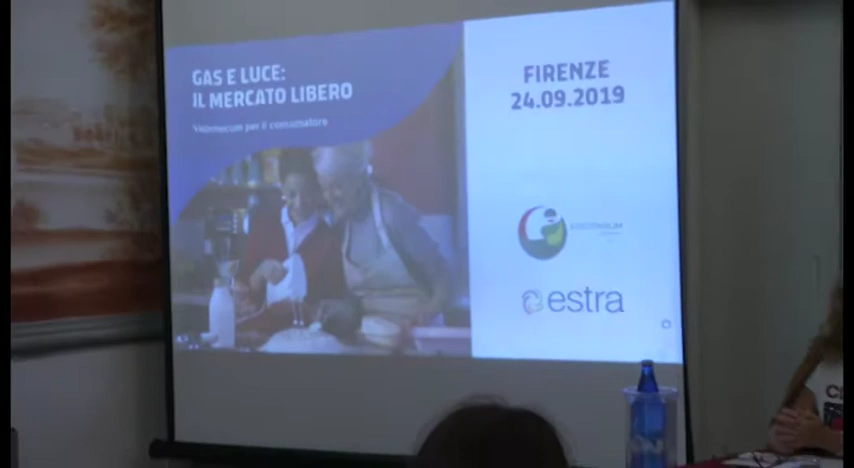 GAS E LUCE:
IL MERCATO LIBERO
Vademecum per il consumatore
FIRENZE
24.09.2019
estra